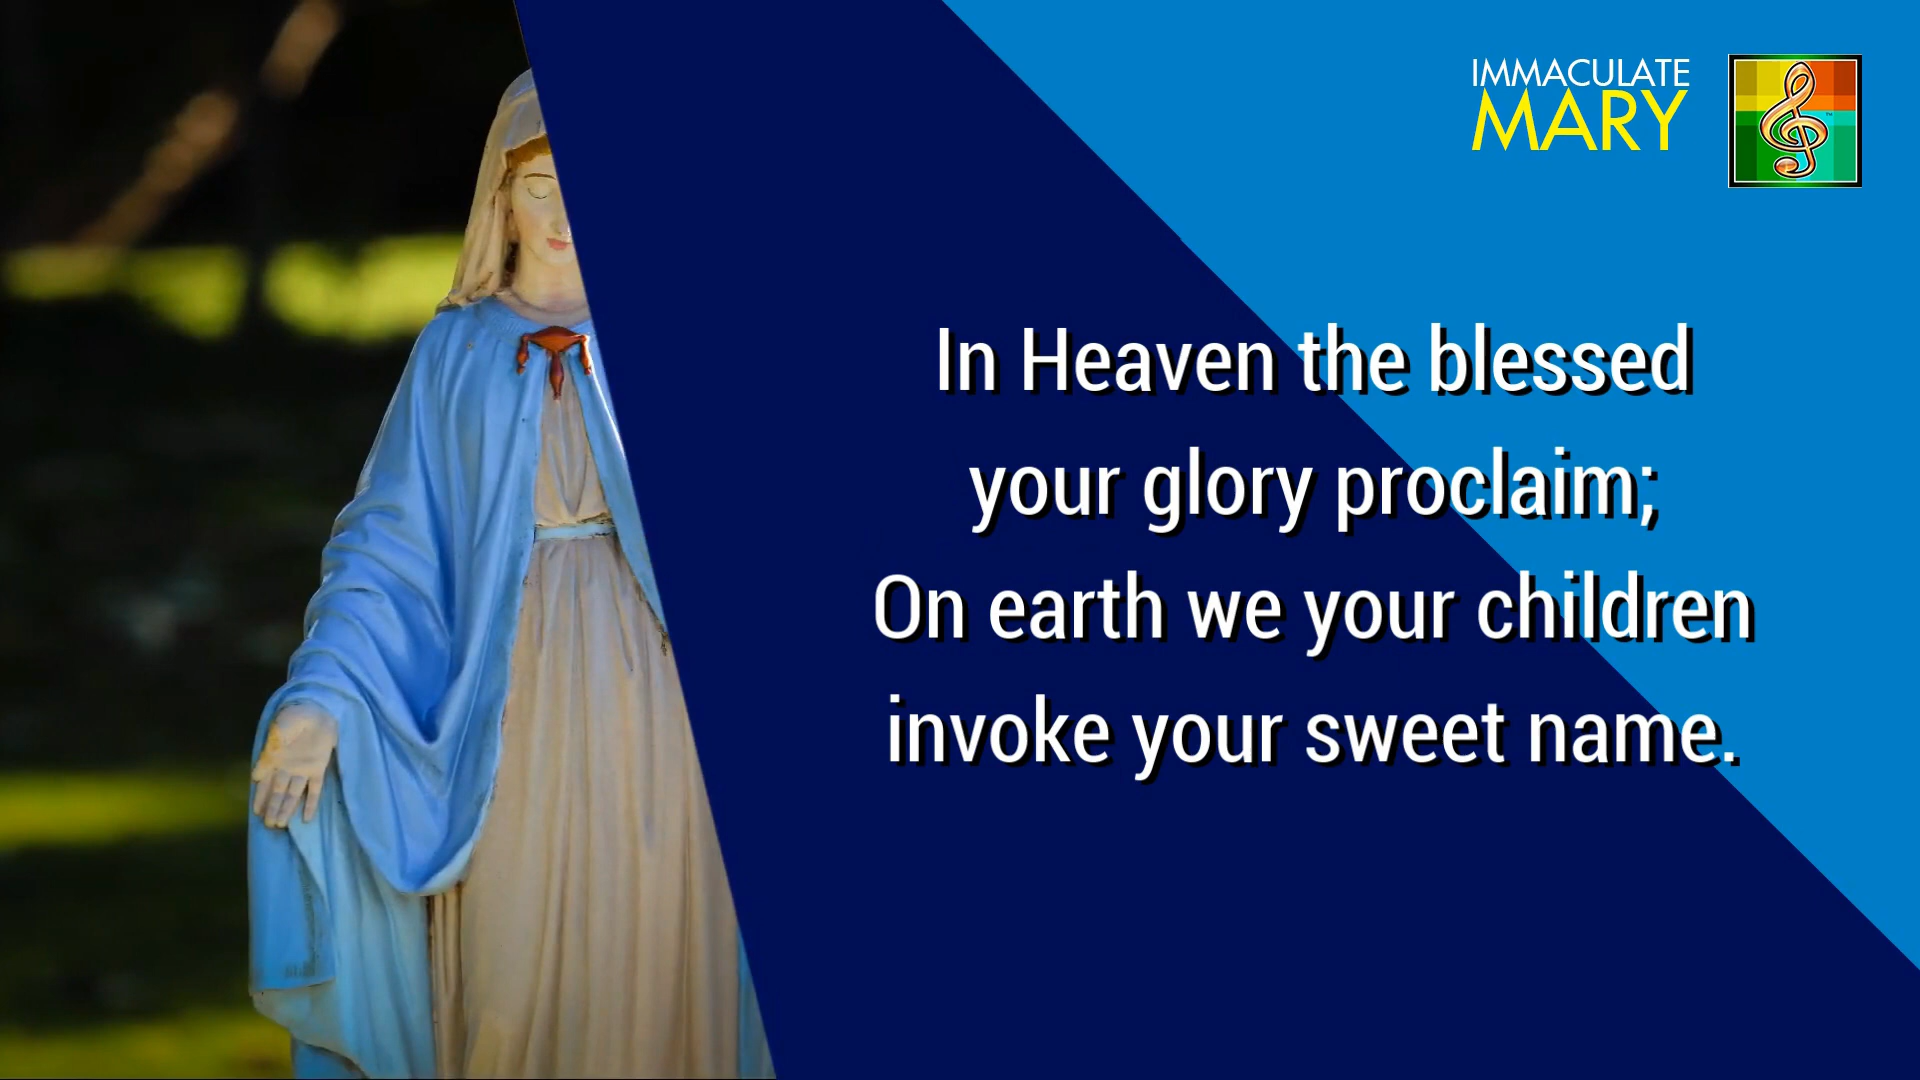 IMMACULATE
MARY
In Heaven the blessed
your glory proclaim;
On earth we your children
invoke your sweet name.